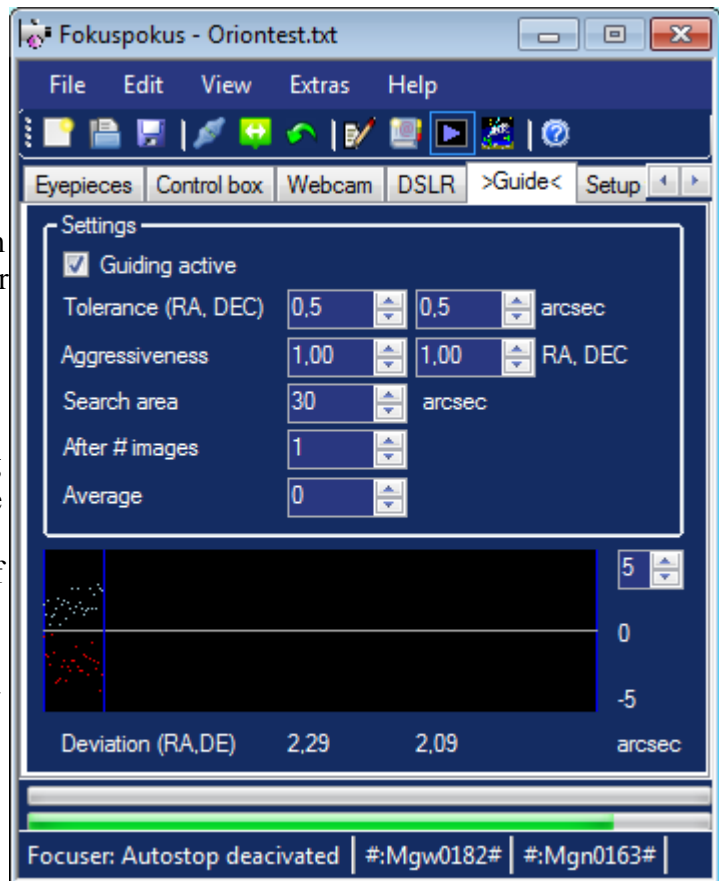 Fokuspokus - Oriontest.txt
File Edit View Extras Help
Eyepieces Control box Webcam DSLR >Guide< Setup
Settings
Guiding active
Tolerance (RA, DEC) 0,5 0,5 arcsec
Aggressiveness 1,00 1,00 RA, DEC
Search area 30 arcsec
After # images 1
Average 0
5
0
-5
Deviation (RA,DE) 2,29 2,09 arcsec
Focuser: Autostop deacivated #:Mgw0182# #:Mgn0163#